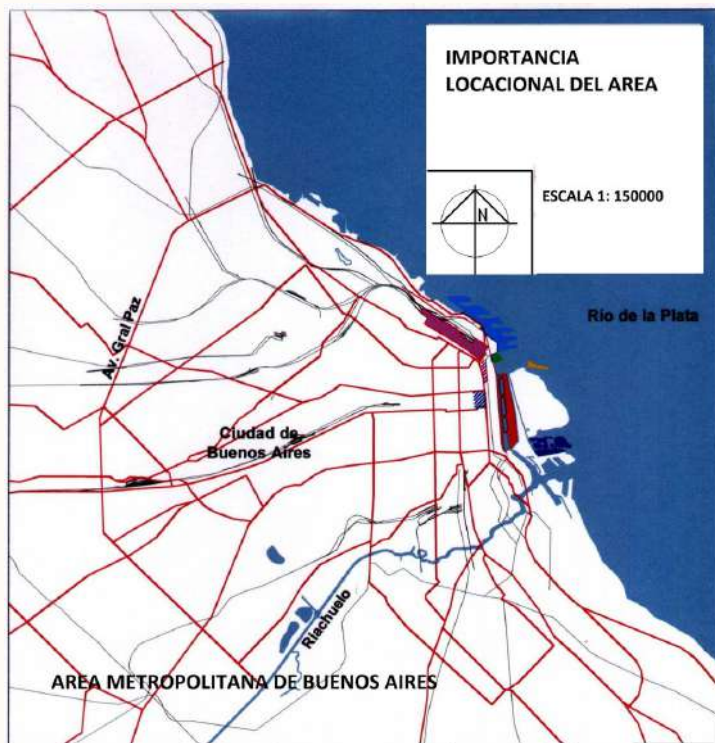 IMPORTANCIA
LOCACIONAL DEL AREA
N
ESCALA 1: 150000
Río de la Plata
Av. Gral Paz
Ciudad de
Buenos Aires
Riachuelo
AREA METROPOLITANA DE BUENOS AIRES